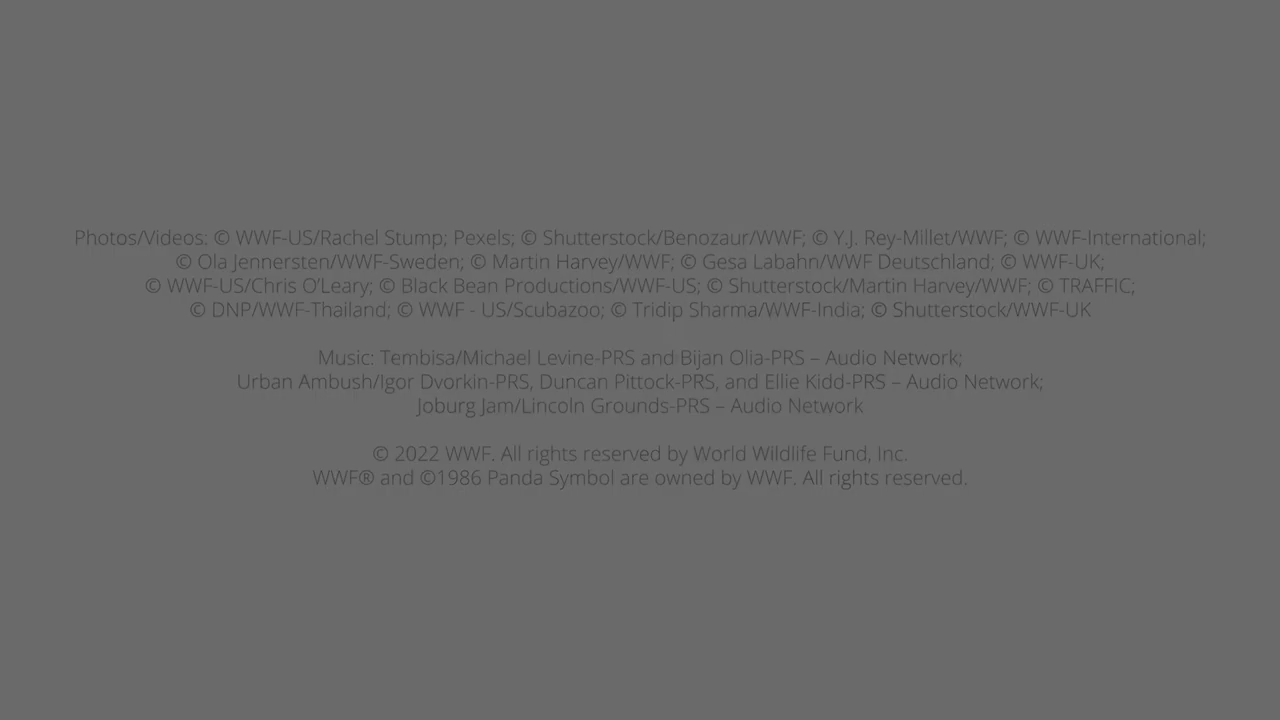 Photos/Videos: © WWF-US/Rachel Stump; Pexels; © Shutterstock/Benozaur/WWF; © Y.J. Rey-Millet/WWF; © WWF-International;
© Ola Jennersten/WWF-Sweden; © Martin Harvey/WWF; © Gesa Labahn/WWF Deutschland; © WWF-UK;
© WWF-US/Chris O’Leary; © Black Bean Productions/WWF-US; © Shutterstock/Martin Harvey/WWF; © TRAFFIC;
© DNP/WWF-Thailand; © WWF - US/Scubazoo; © Tridip Sharma/WWF-India; © Shutterstock/WWF-UK
Music: Tembisa/Michael Levine-PRS and Bijan Olia-PRS – Audio Network;
Urban Ambush/Igor Dvorkin-PRS, Duncan Pittock-PRS, and Ellie Kidd-PRS – Audio Network;
Joburg Jam/Lincoln Grounds-PRS – Audio Network
© 2022 WWF. All rights reserved by World Wildlife Fund, Inc.
WWF® and ©1986 Panda Symbol are owned by WWF. All rights reserved.